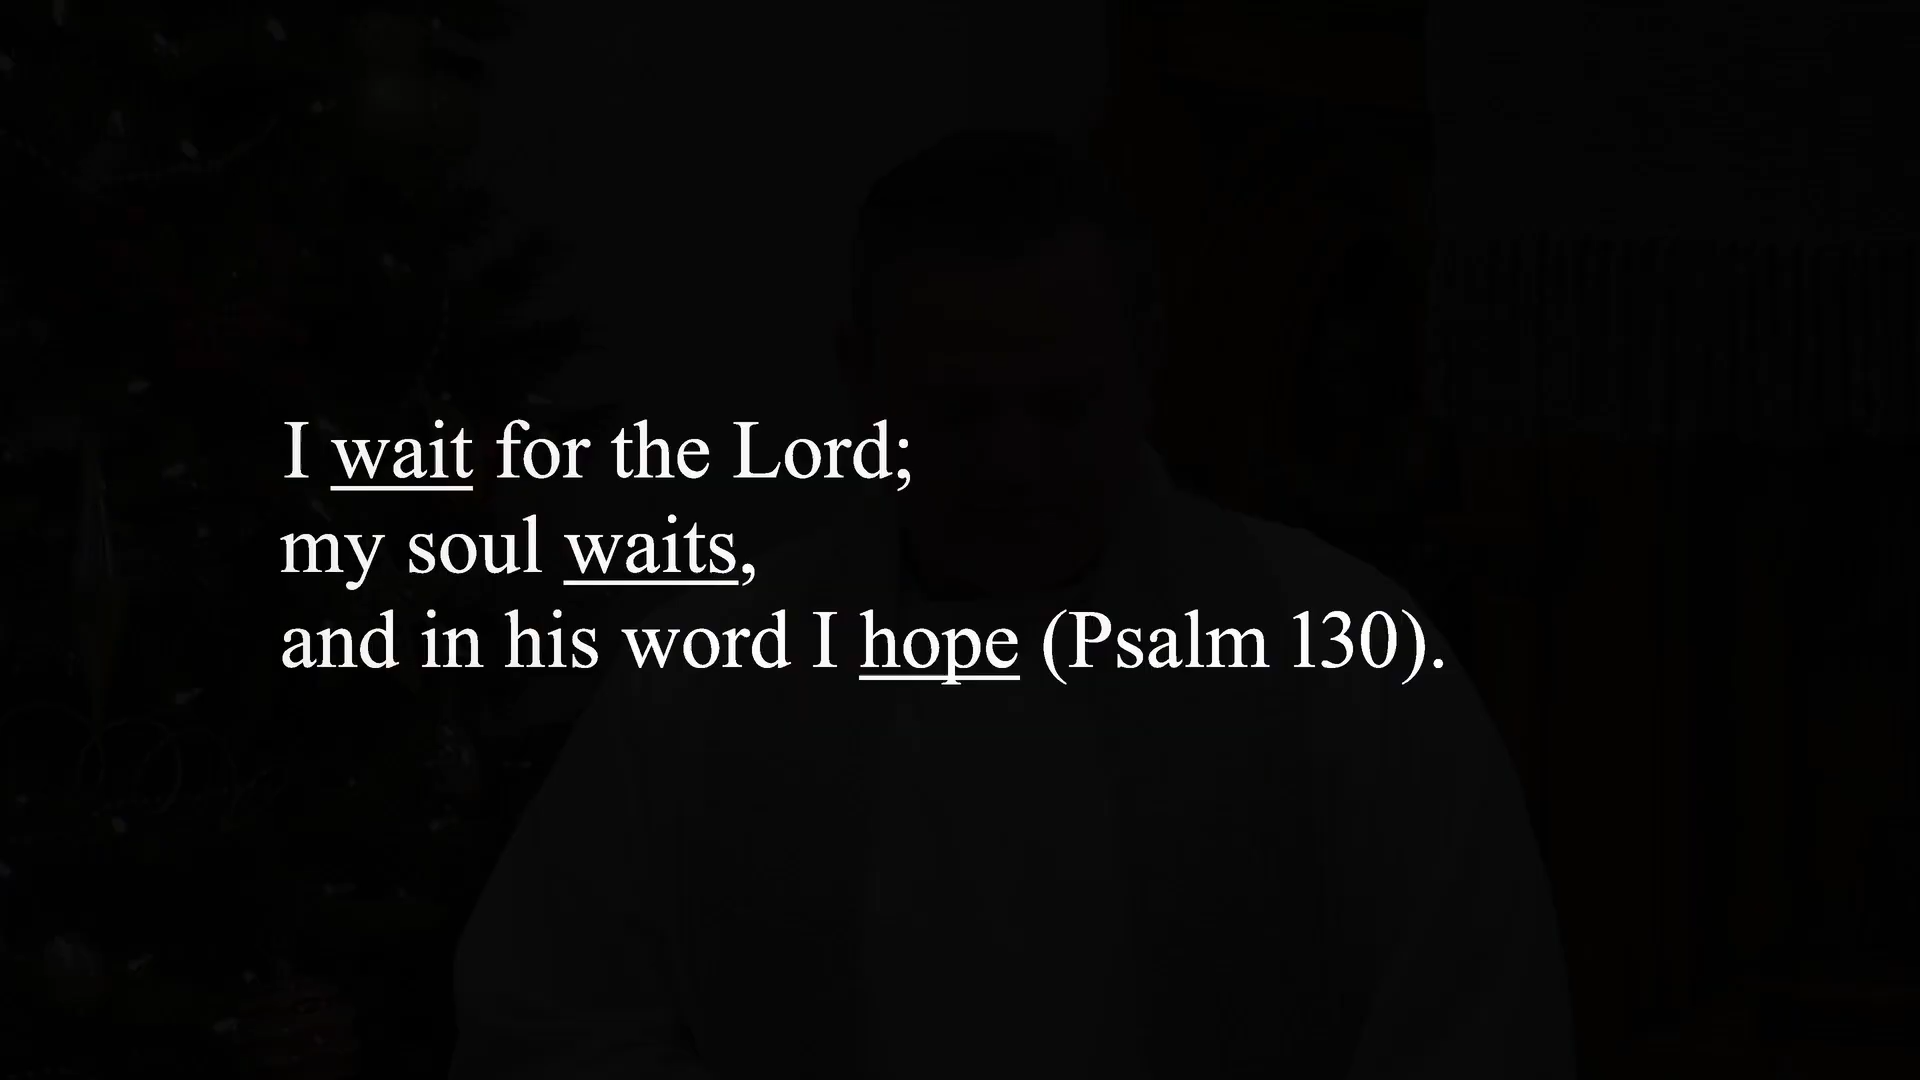 I wait for the Lord;
my soul waits,
and in his word I hope (Psalm 130).